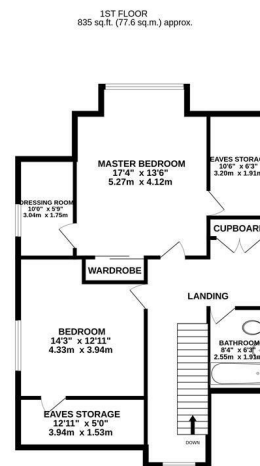 1ST FLOOR
835 sq.ft. (77.6 sq.m.) approx.
MASTER BEDROOM
17'4" x 13'6"
5.27m x 4.12m
EAVES STORAG
10'6" x 6'3"
3.20m x 1.91m
DRESSING ROOM
10'0" x 5'9"
3.04m x 1.75m
CUPBOARD
WARDROBE
LANDING
BEDROOM
14'3" x 12'11"
4.33m x 3.94m
BATHROOM
8'4" x 6'3"
2.55m x 1.91m
EAVES STORAGE
12'11" x 5'0"
3.94m x 1.53m
DOWN